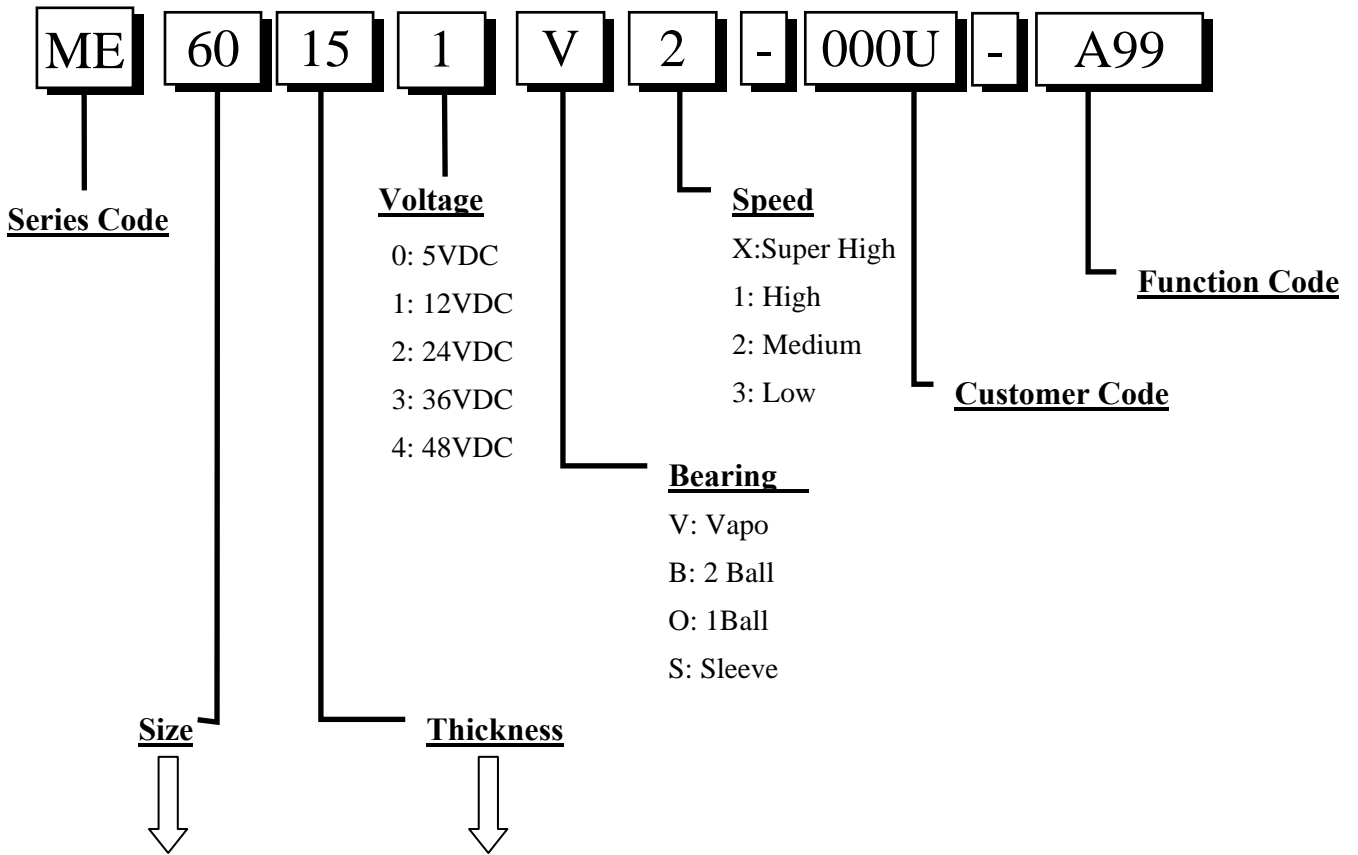 ME 60 15 1 V 2 - 000U - A99
Series Code
Voltage
0: 5VDC
1: 12VDC
2: 24VDC
3: 36VDC
4: 48VDC
Speed
X:Super High
1: High
2: Medium
3: Low
Function Code
Customer Code
Bearing
V: Vapo
B: 2 Ball
O: 1Ball
S: Sleeve
Size
Thickness